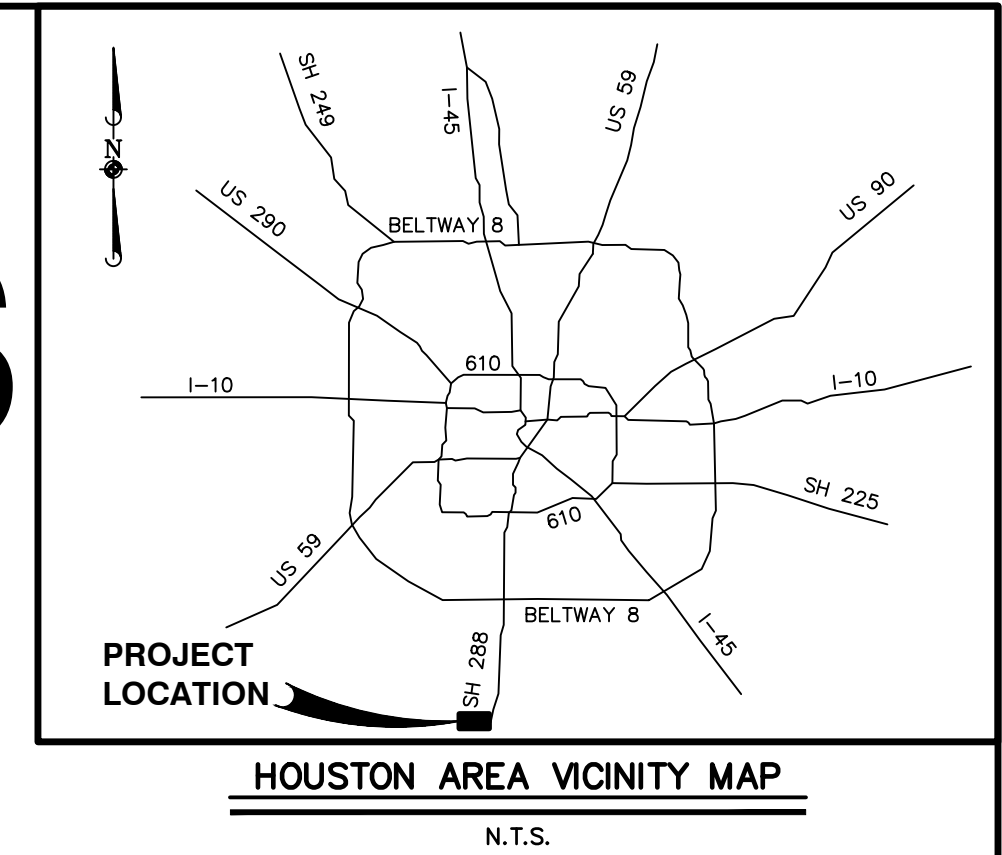 SH 249
I-45
US 59
N
US 290
US 90
BELTWAY 8
610
I-10
I-10
SH 225
610
US 59
BELTWAY 8
I-45
SH 288
PROJECT
LOCATION
HOUSTON AREA VICINITY MAP
N.T.S.